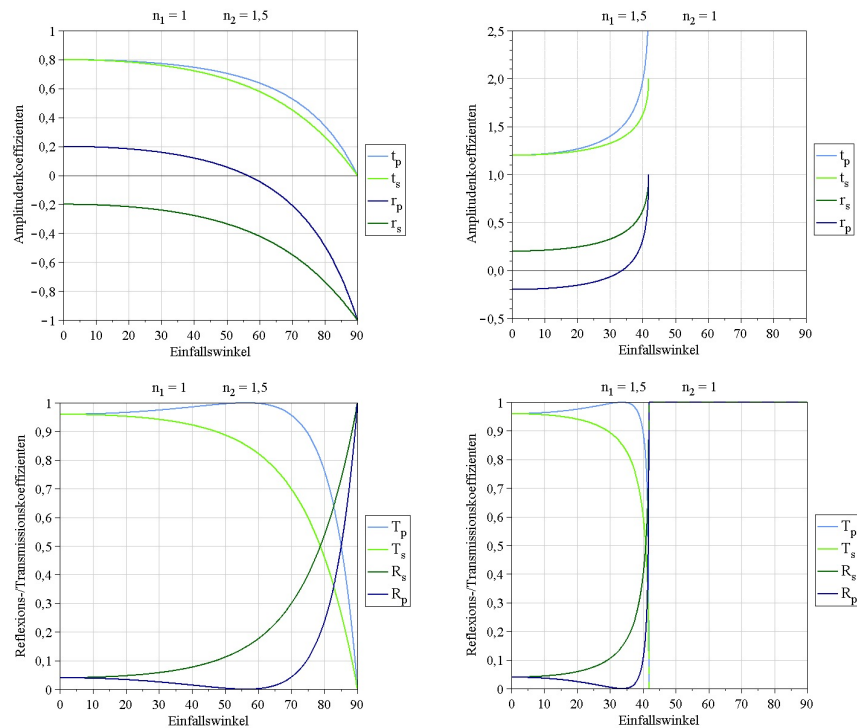 n₁ = 1 n₂ = 1,5
Amplitudenkoeffizienten
1
0,8
0,6
0,4
0,2
0
−0,2
−0,4
−0,6
−0,8
−1
0 10 20 30 40 50 60 70 80 90
Einfallswinkel
tₚ
tₛ
rₚ
rₛ
n₁ = 1,5 n₂ = 1
Amplitudenkoeffizienten
2,5
2,0
1,5
1,0
0,5
0,0
−0,5
0 10 20 30 40 50 60 70 80 90
Einfallswinkel
tₚ
tₛ
rₛ
rₚ
n₁ = 1 n₂ = 1,5
Reflexions-/Transmissionskoeffizienten
1
0,9
0,8
0,7
0,6
0,5
0,4
0,3
0,2
0,1
0
0 10 20 30 40 50 60 70 80 90
Einfallswinkel
Tₚ
Tₛ
Rₛ
Rₚ
n₁ = 1,5 n₂ = 1
Reflexions-/Transmissionskoeffizienten
1
0,9
0,8
0,7
0,6
0,5
0,4
0,3
0,2
0,1
0
0 10 20 30 40 50 60 70 80 90
Einfallswinkel
Tₚ
Tₛ
Rₛ
Rₚ